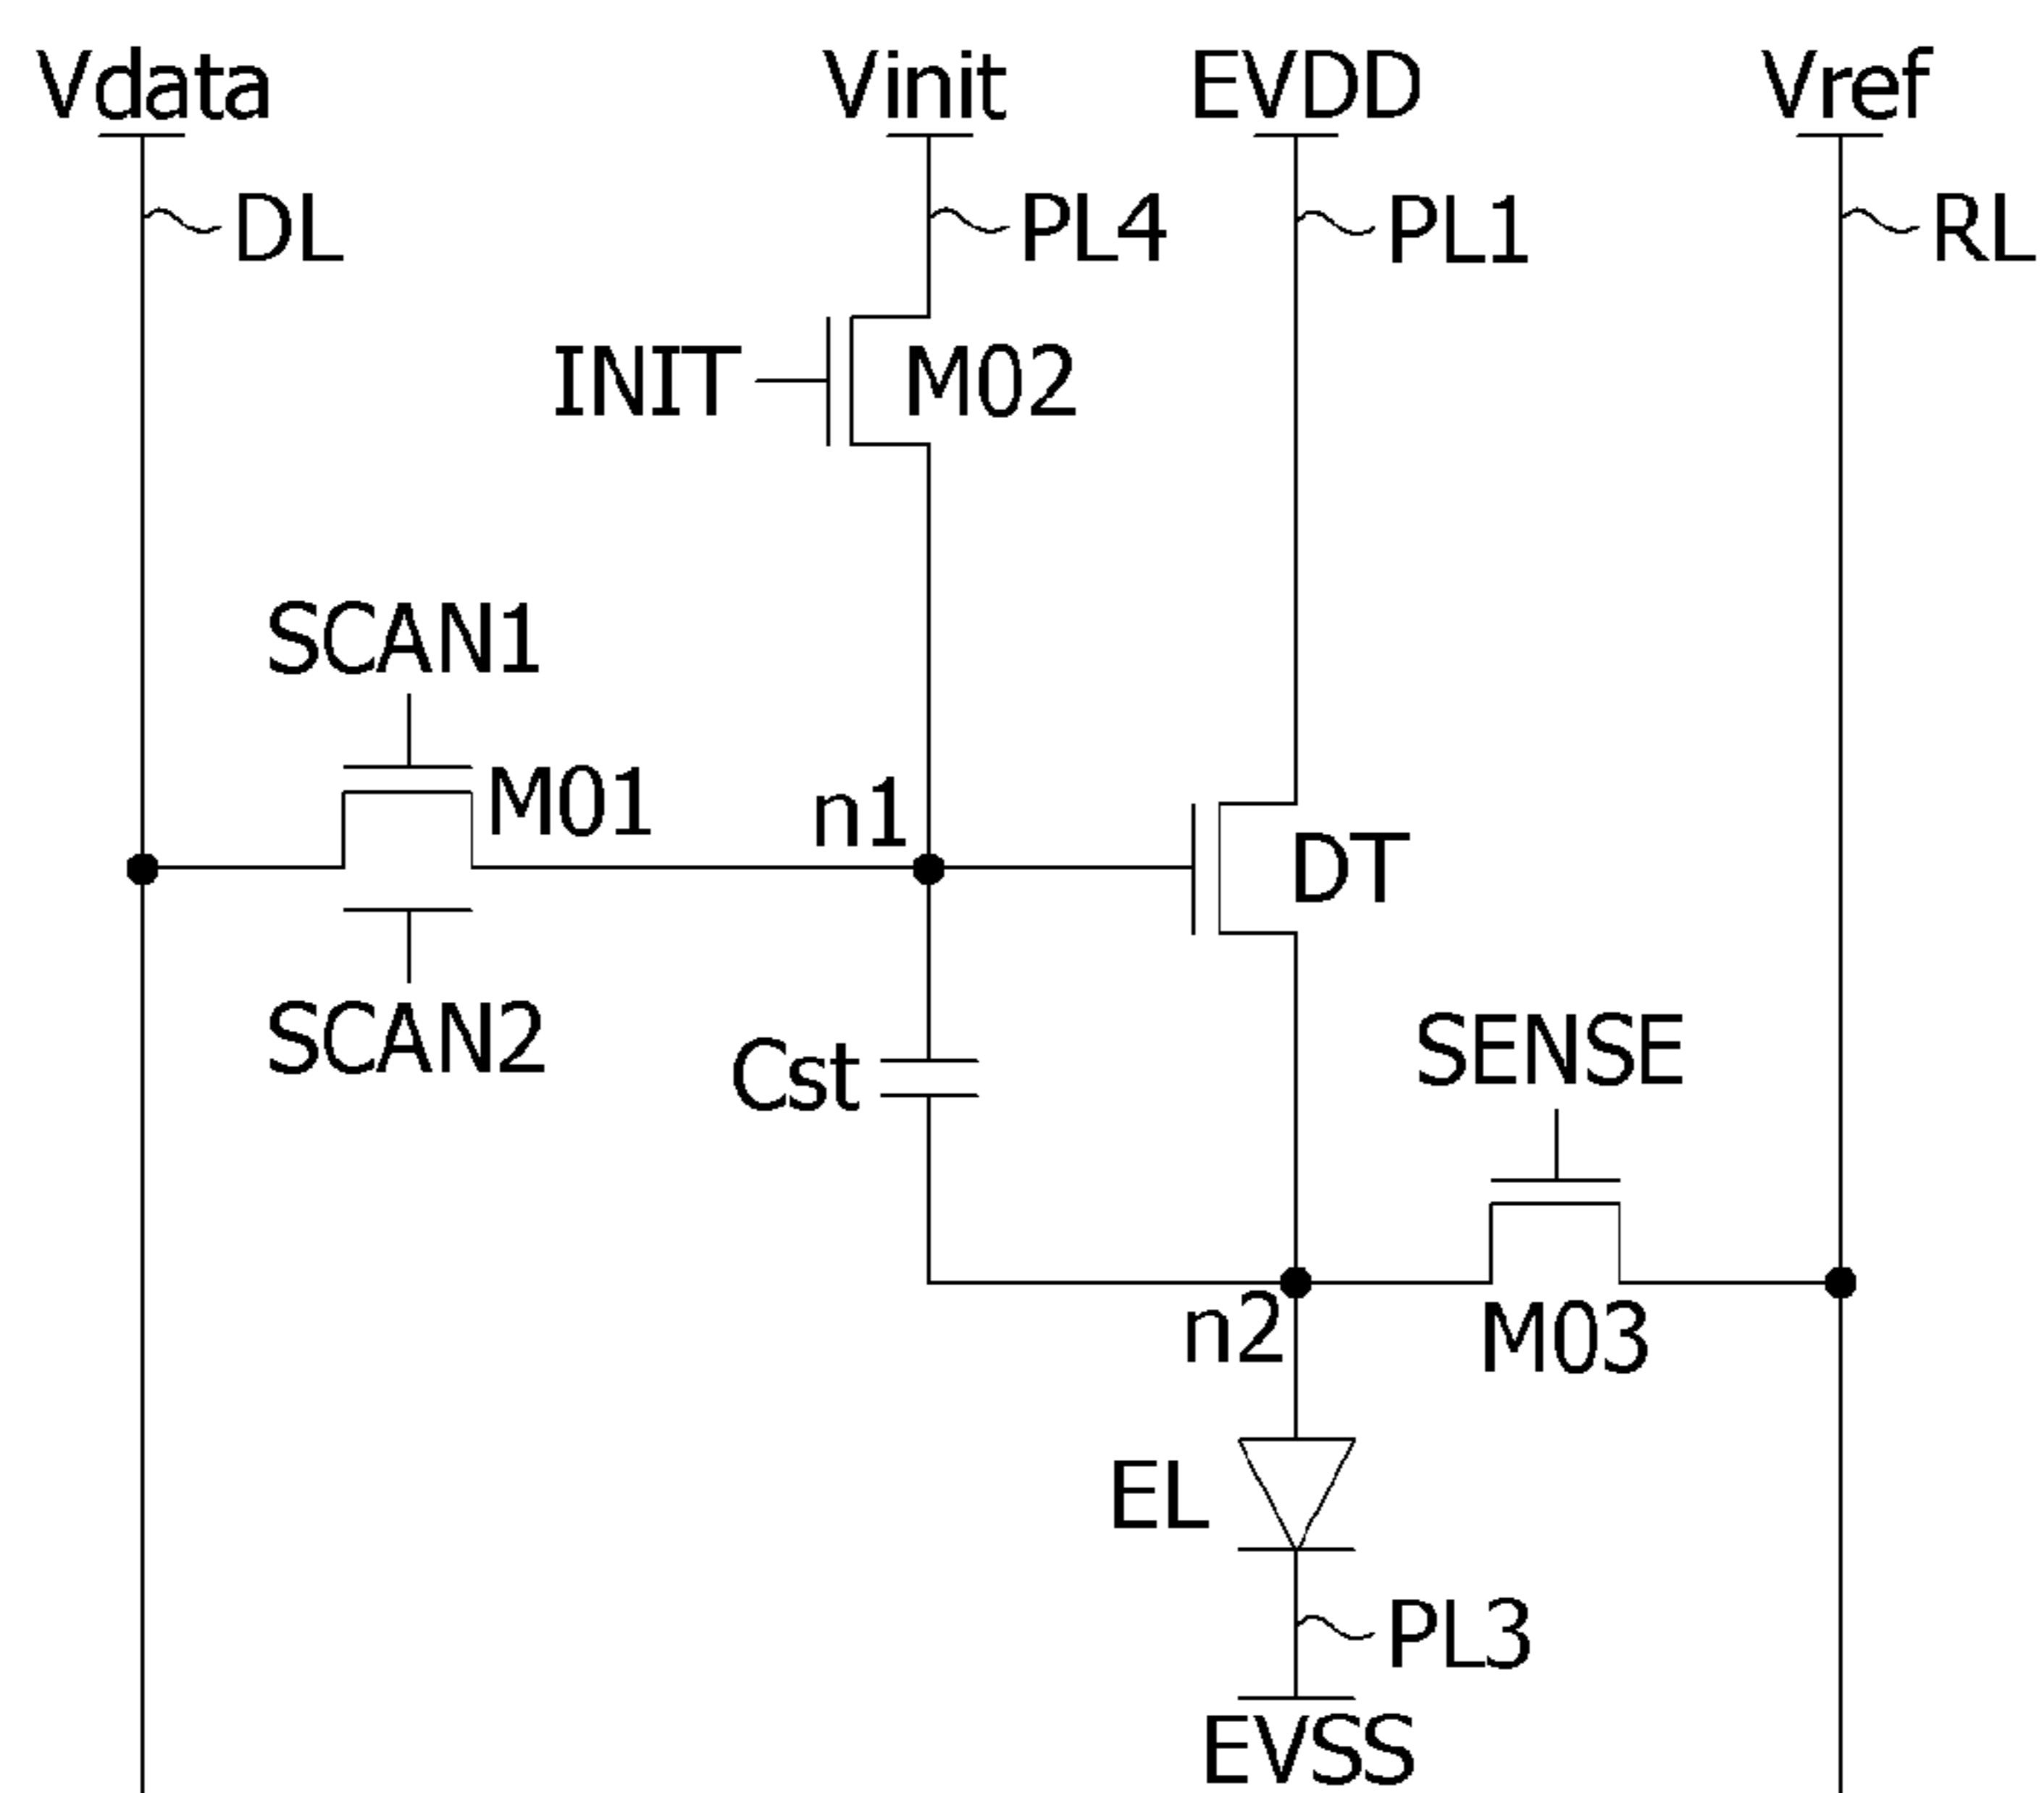 Vdata
Vinit
EVDD
Vref
DL
PL4
PL1
RL
INIT
M02
SCAN1
M01
n1
DT
SCAN2
Cst
SENSE
n2
M03
EL
PL3
EVSS